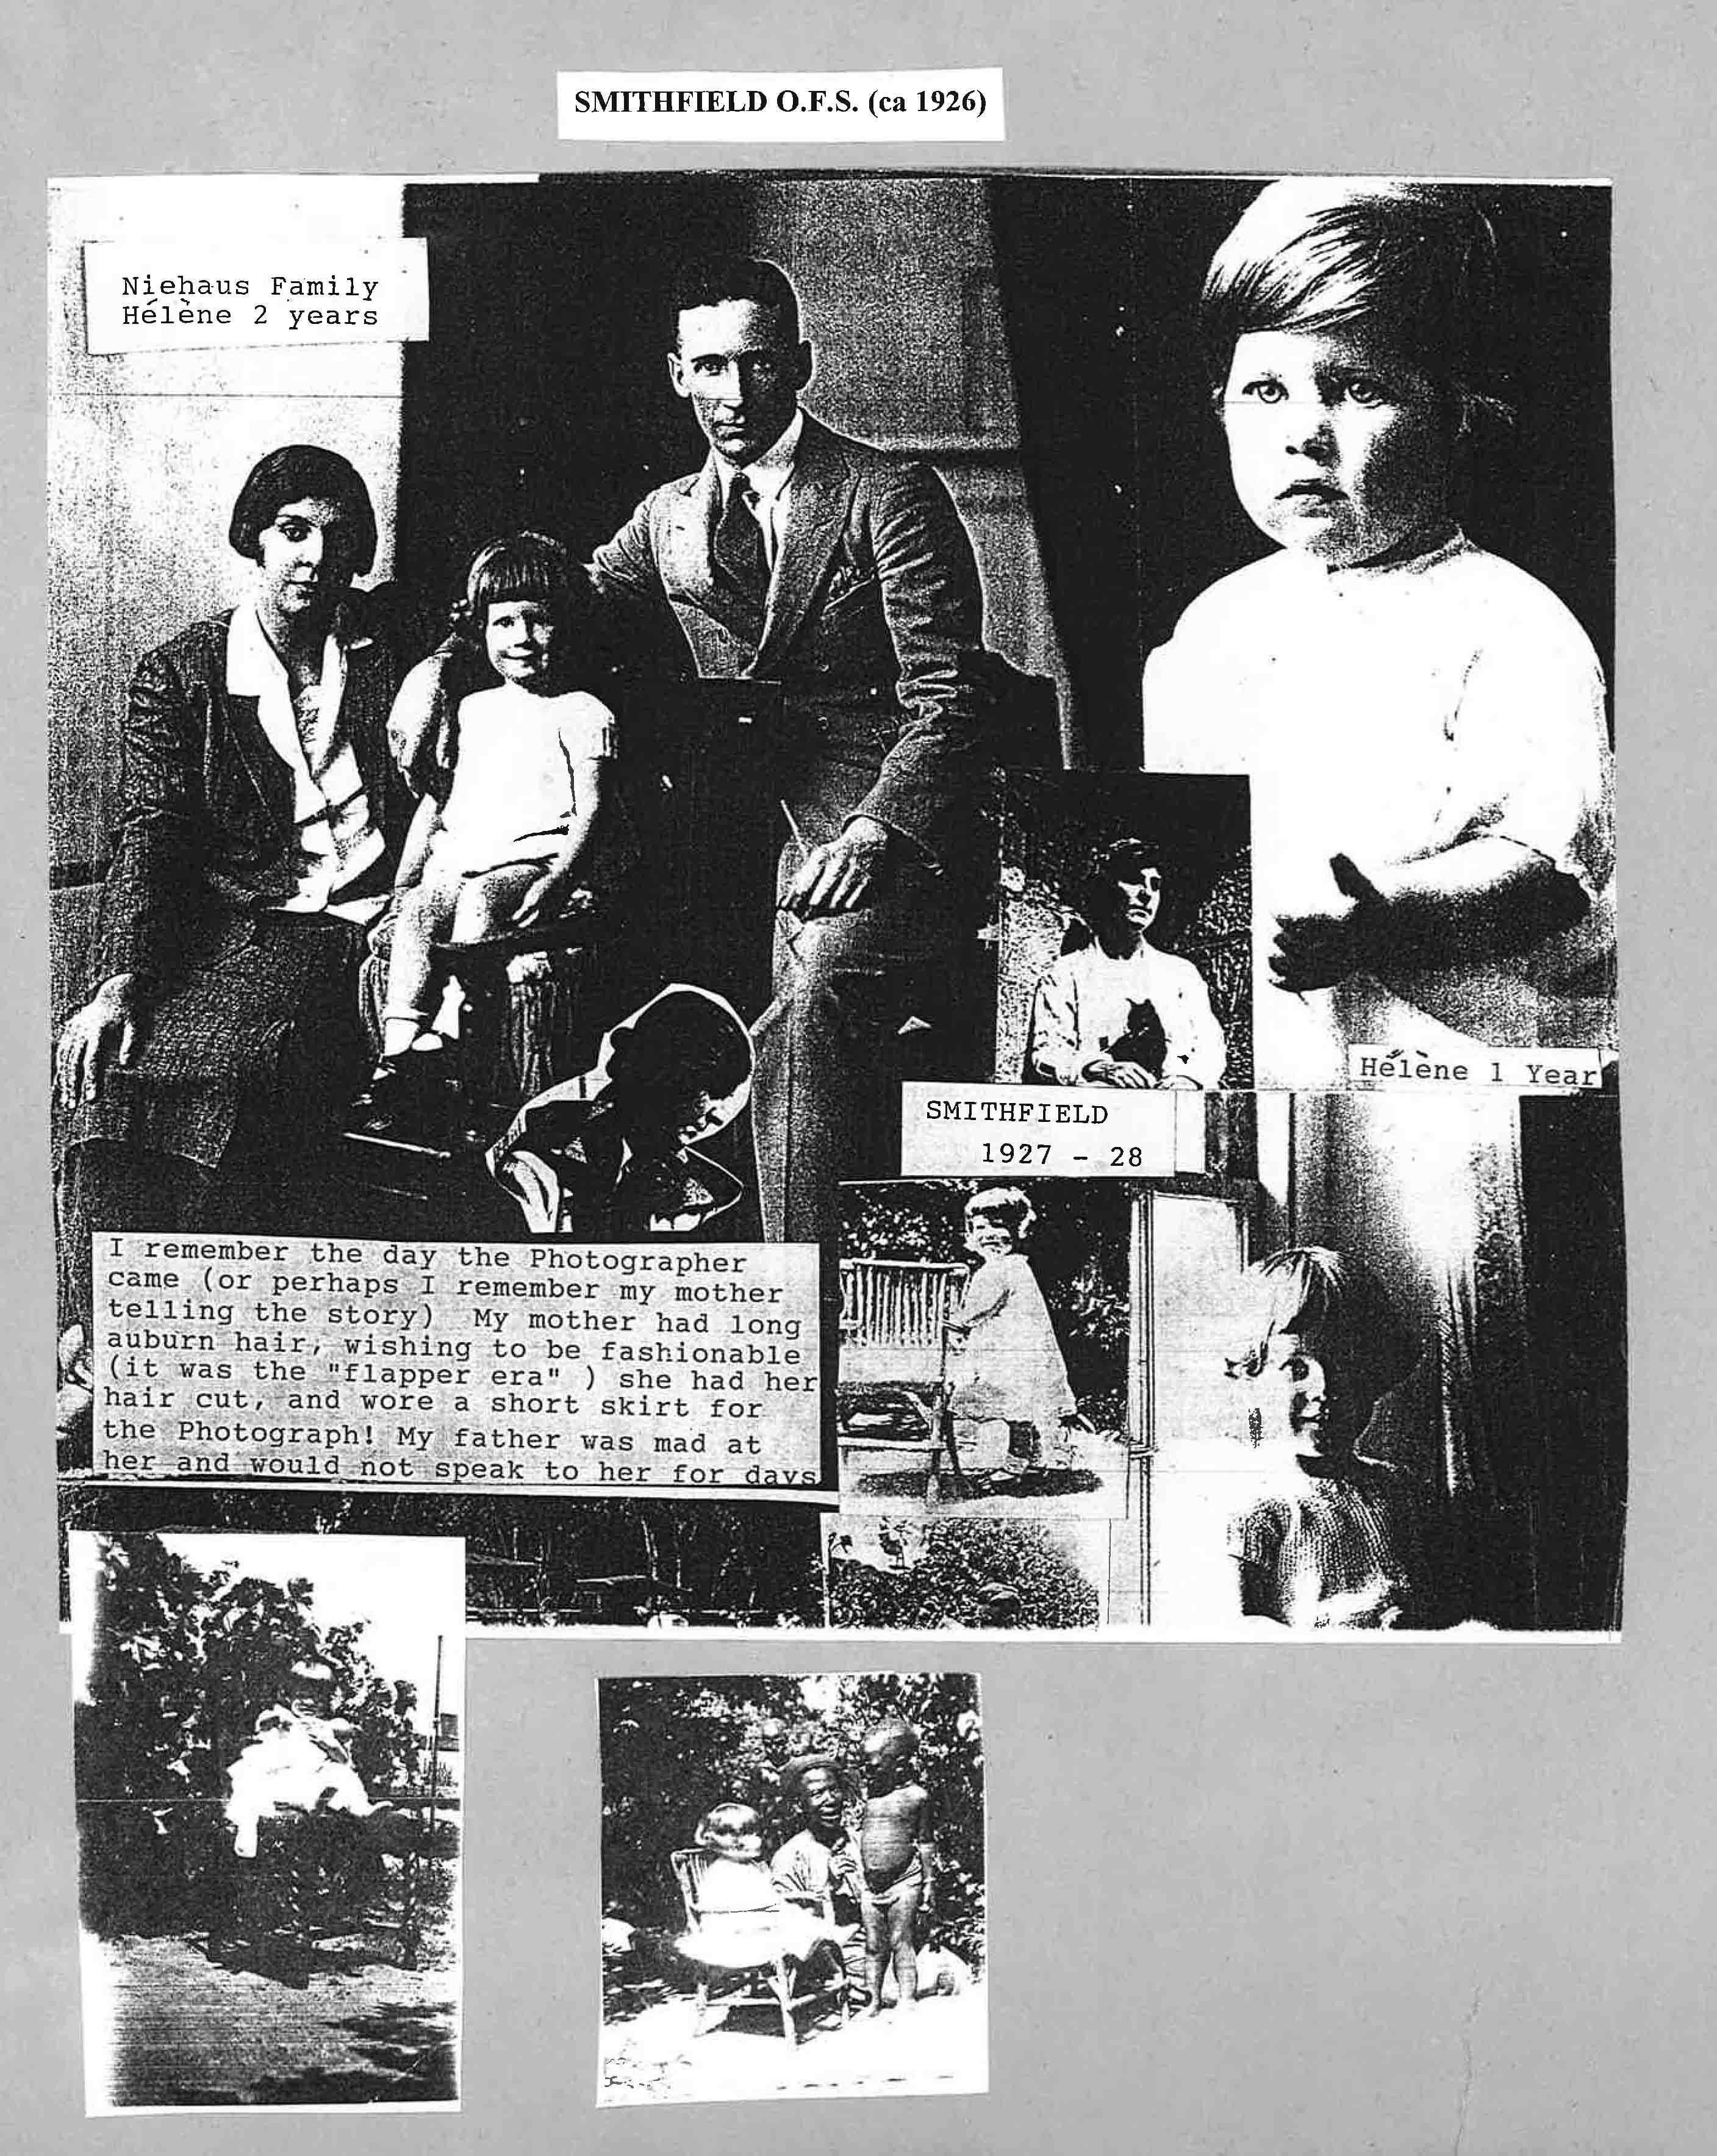 SMITHFIELD O.F.S. (ca 1926)
Niehaus Family
Hélène 2 years
Hélène 1 Year
SMITHFIELD
1927 - 28
I remember the day the Photographer
came (or perhaps I remember my mother
telling the story) My mother had long
auburn hair, wishing to be fashionable
(it was the "flapper era" ) she had her
hair cut, and wore a short skirt for
the Photograph! My father was mad at
her and would not speak to her for days